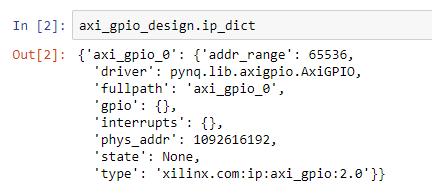 In [2]: axi_gpio_design.ip_dict
Out[2]: {'axi_gpio_0': {'addr_range': 65536,
'driver': pynq.lib.axigpio.AxiGPIO,
'fullpath': 'axi_gpio_0',
'gpio': {},
'interrupts': {},
'phys_addr': 1092616192,
'state': None,
'type': 'xilinx.com:ip:axi_gpio:2.0'}}